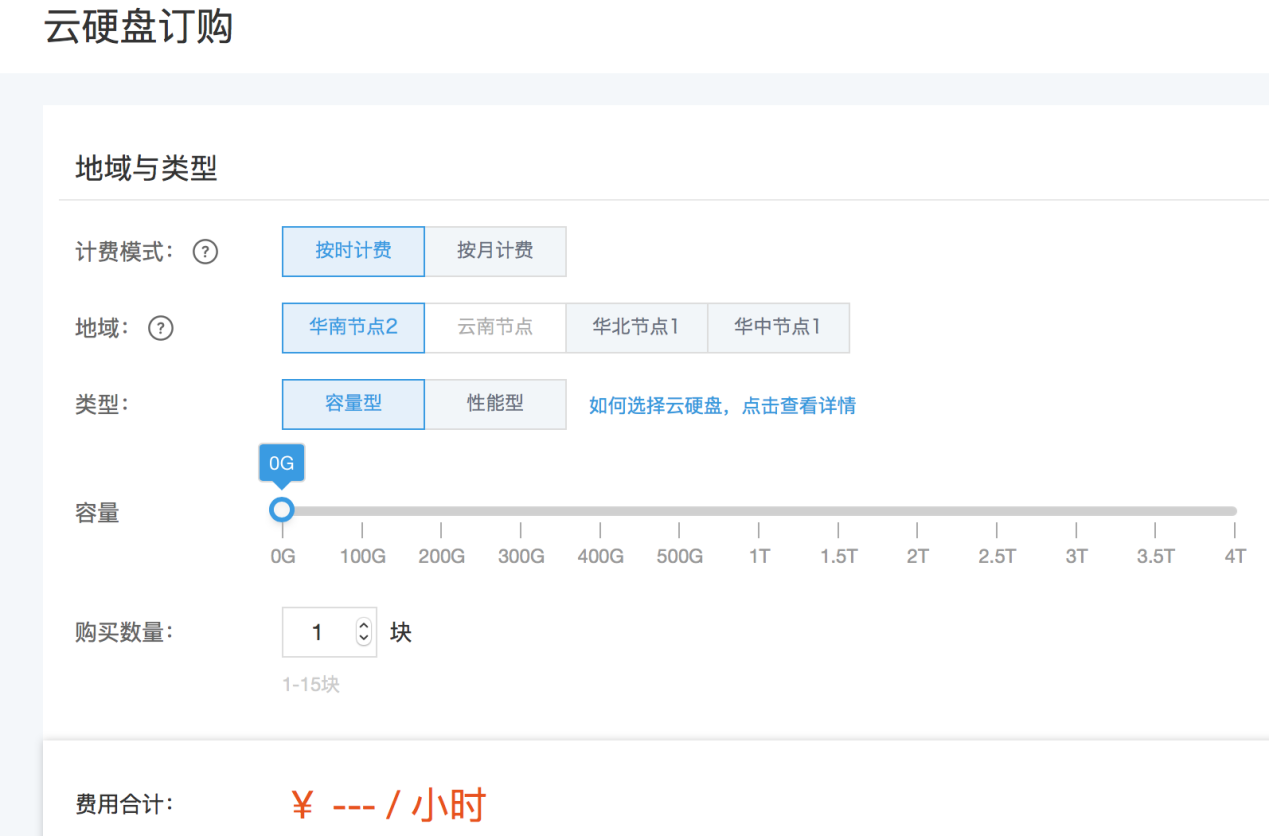 云硬盘订购
地域与类型
计费模式： ? 按时计费 按月计费
地域： ? 华南节点2 云南节点 华北节点1 华中节点1
类型： 容量型 性能型 如何选择云硬盘，点击查看详情
0G
容量
0G 100G 200G 300G 400G 500G 1T 1.5T 2T 2.5T 3T 3.5T 4T
购买数量： 1 块
1-15块
费用合计： ¥ --- / 小时